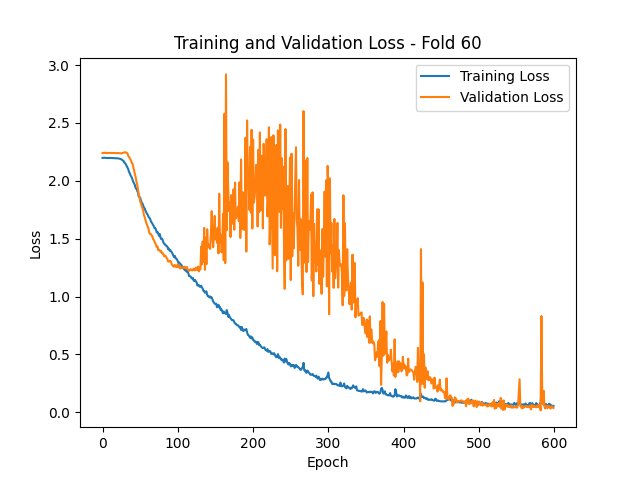 Training and Validation Loss - Fold 60
Training Loss
Validation Loss
3.0
2.5
2.0
1.5
1.0
0.5
0.0
Loss
0 100 200 300 400 500 600
Epoch